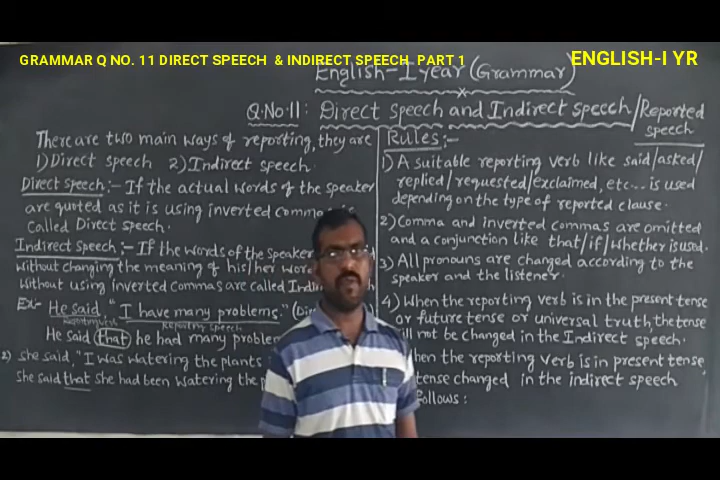 GRAMMAR Q NO. 11 DIRECT SPEECH & INDIRECT SPEECH PART 1
ENGLISH-I YR
English-I year (Grammar)
Q.No:11: Direct speech and Indirect speech/Reported speech
There are two main ways of reporting, they are
1) Direct speech 2) Indirect speech.
Direct speech:- If the actual words of the speaker
are quoted as it is using inverted comma
called Direct speech.
Indirect speech:- If the words of the Speaker
without changing the meaning of his/her
without using inverted commas are called
Ex:- He said, "I have many problems."
Reporting speech
He said that he had many
2) She said, "I was watering the plants
She said that she had been watering the
Rules:-
1) A suitable reporting verb like said/asked/
replied/requested/exclaimed, etc... is used
depending on the type of reported clause.
2) Comma and inverted commas are omitted
and a conjunction like that/if/whether is used.
3) All pronouns are changed according to the
speaker and the listener.
4) When the reporting verb is in the present tense
or future tense or universal truth, the tense
will not be changed in the Indirect speech.
When the reporting verb is in present tense,
tense changed in the indirect speech
Follows: